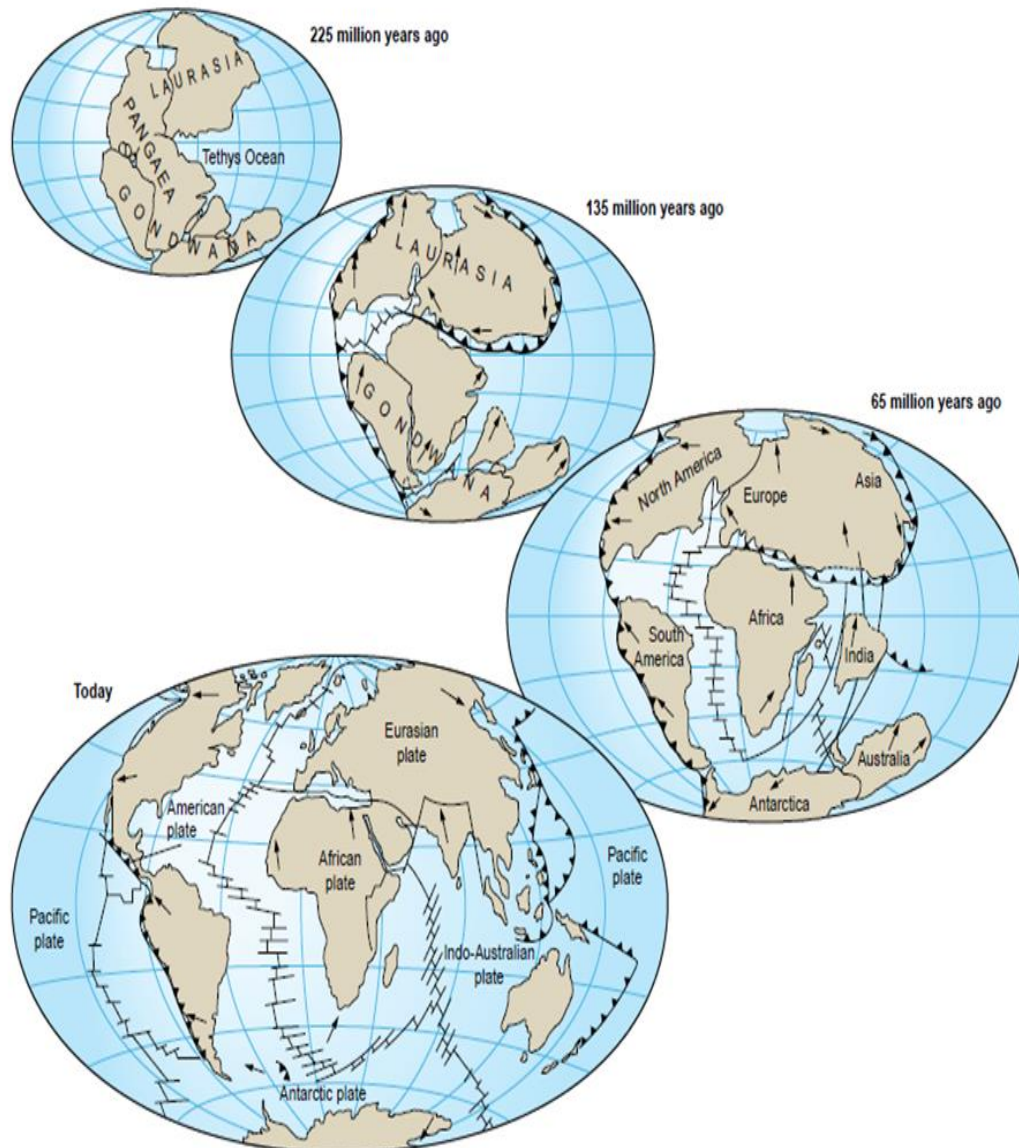 225 million years ago
LAURASIA
PANGAEA
Tethys Ocean
GONDWANA
135 million years ago
LAURASIA
GONDWANA
65 million years ago
North America
Europe
Asia
Africa
South
America
India
Australia
Antarctica
Today
Eurasian
plate
American
plate
African
plate
Pacific
plate
Pacific
plate
Indo-Australian
plate
Antarctic plate